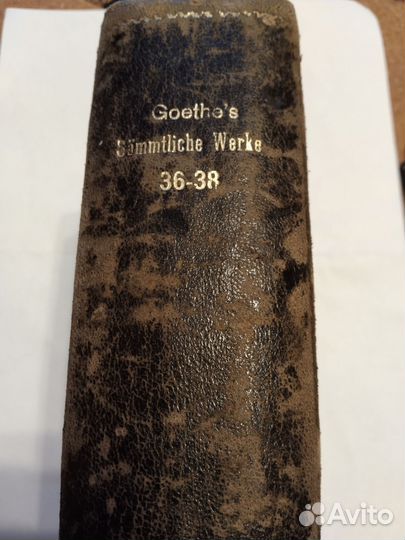 Goethe's
Sämmtliche Werke
36-38
Avito